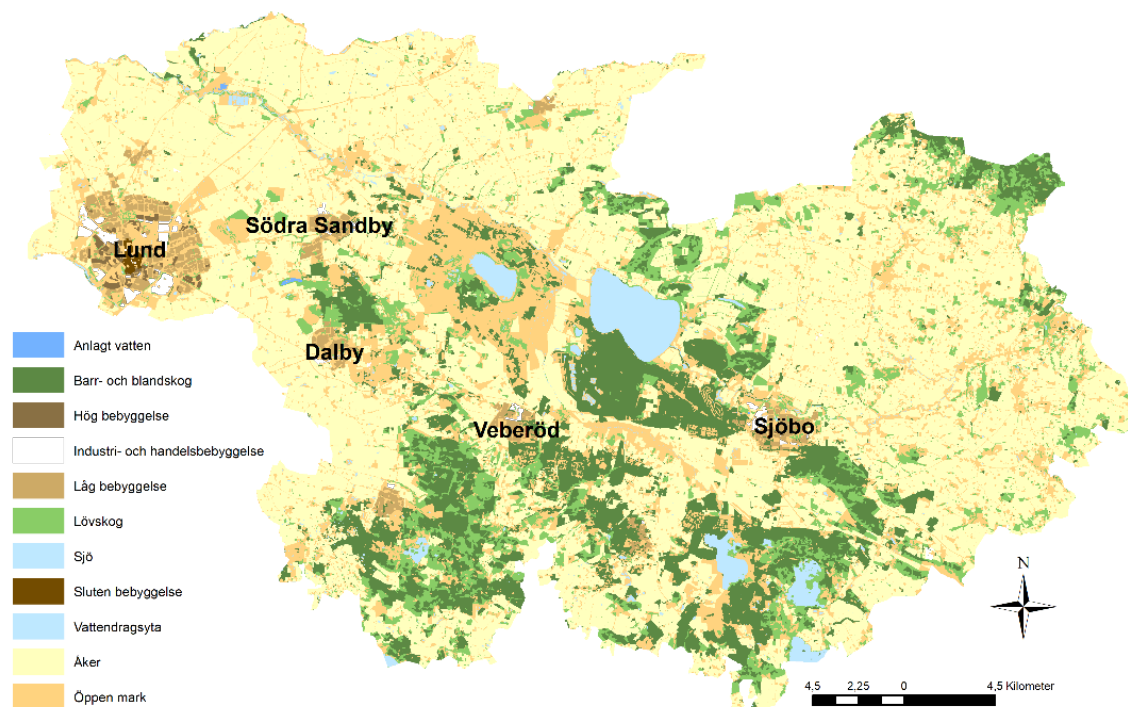 Södra Sandby
Lund
Dalby
Veberöd
Sjöbo
Anlagt vatten
Barr- och blandskog
Hög bebyggelse
Industri- och handelsbebyggelse
Låg bebyggelse
Lövskog
Sjö
Sluten bebyggelse
Vattendragsyta
Åker
Öppen mark
N
4,5 2,25 0 4,5 Kilometer